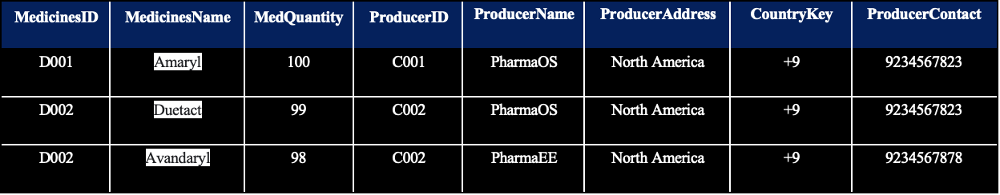 MedicinesID MedicinesName MedQuantity ProducerID ProducerName ProducerAddress CountryKey ProducerContact
D001 Amaryl 100 C001 PharmaOS North America +9 9234567823
D002 Duetact 99 C002 PharmaOS North America +9 9234567823
D002 Avandaryl 98 C002 PharmaEE North America +9 9234567878